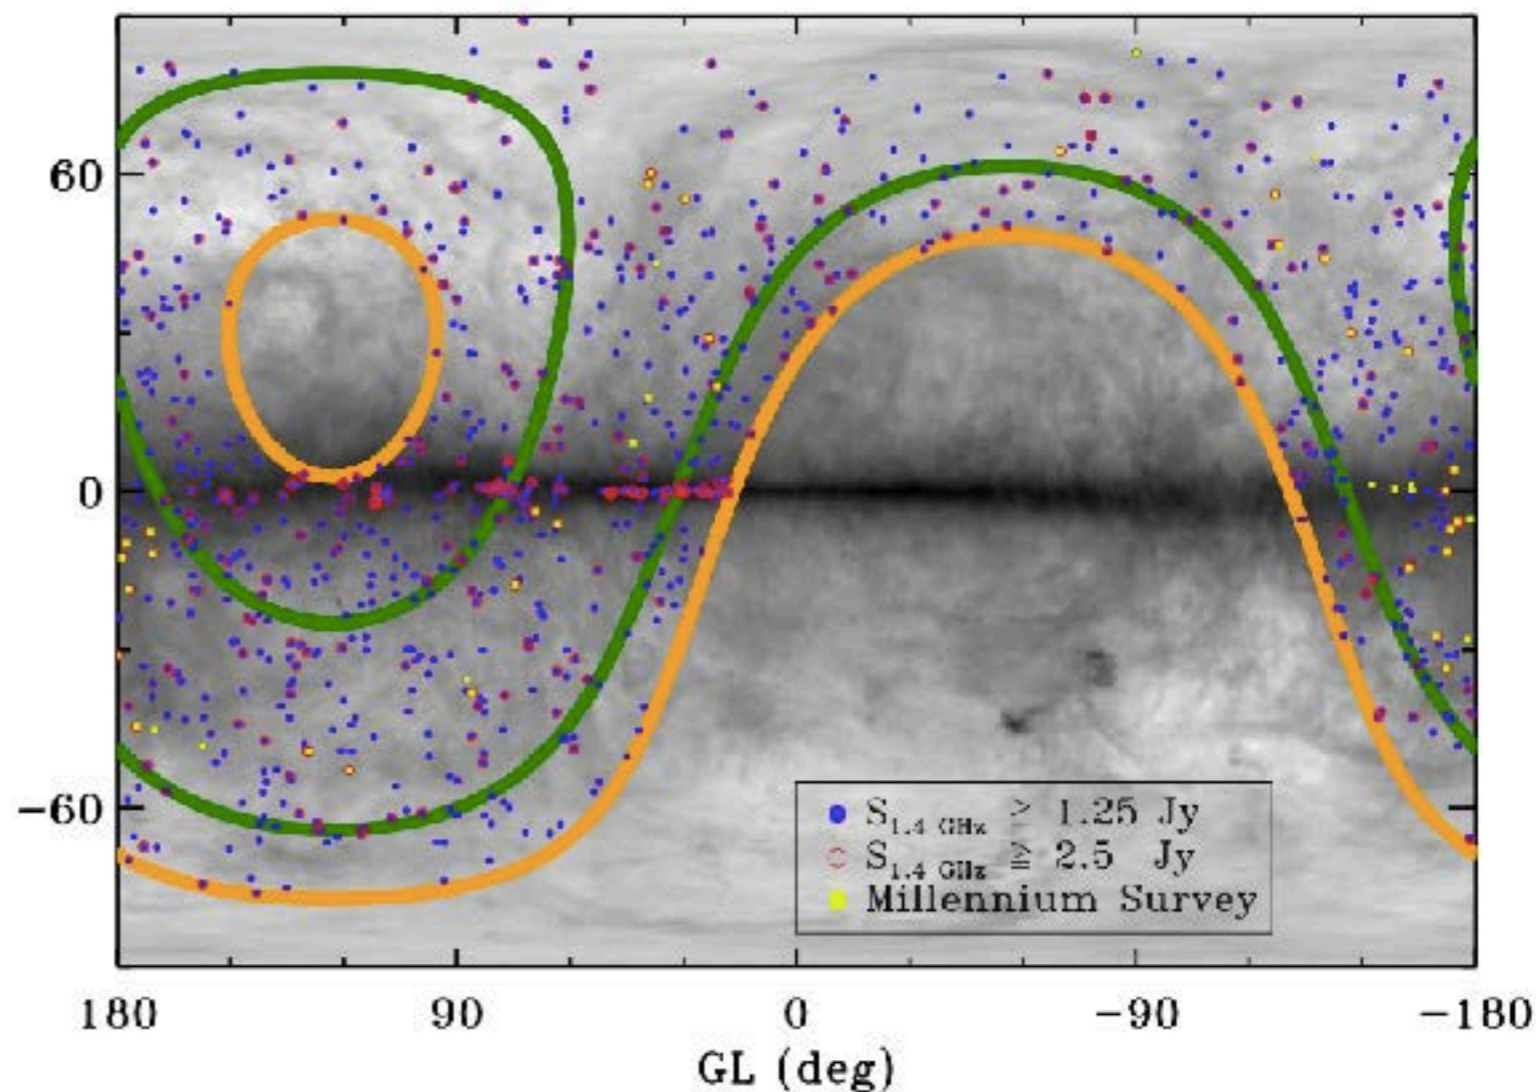 60
0
−60
S1.4 GHz ≥ 1.25 Jy
S1.4 GHz ≧ 2.5 Jy
Millennium Survey
180 90 0 −90 −180
GL (deg)